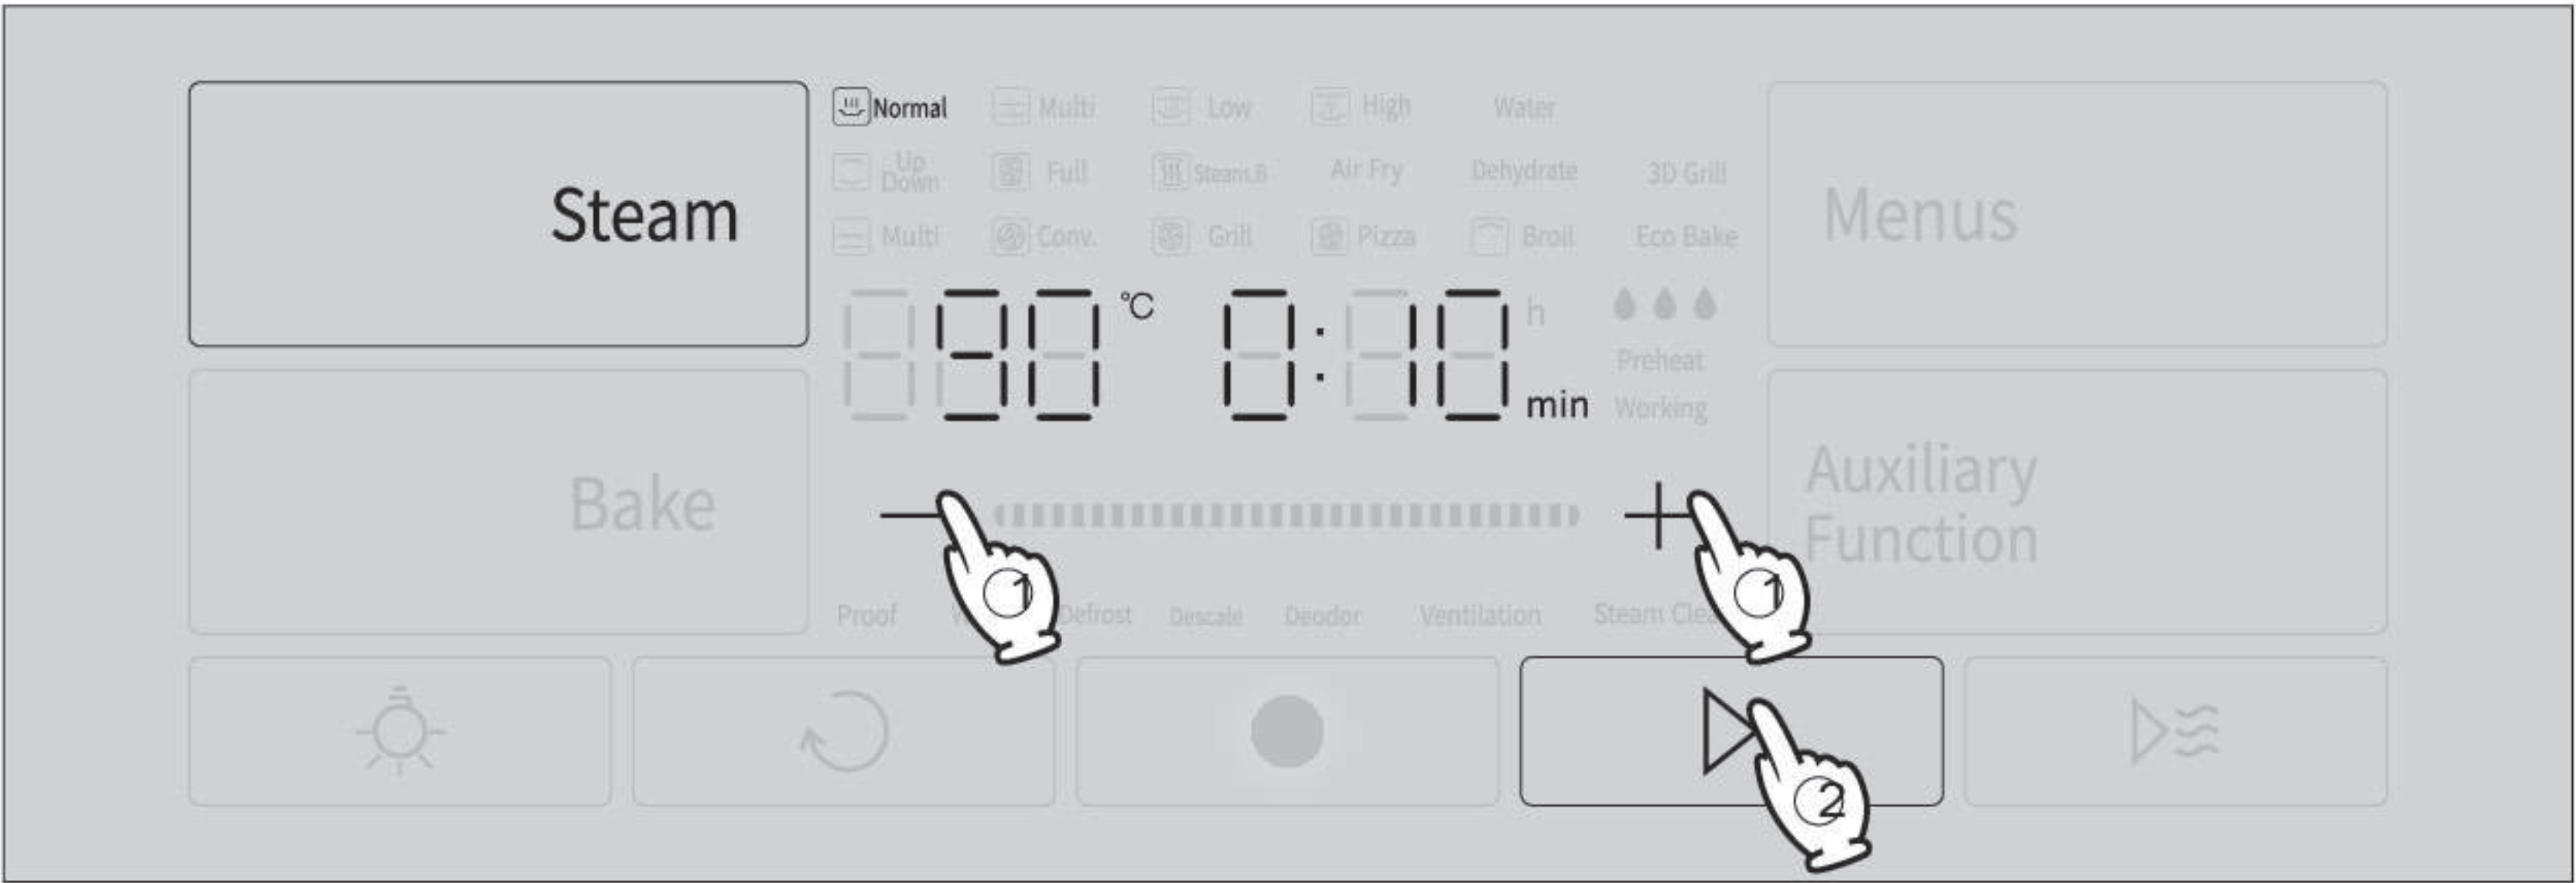 Normal Multi Low High Water
Up Down Full Steam.B Air Fry Dehydrate 3D Grill
Multi Conv. Grill Pizza Broil Eco Bake
Steam
Menus
90 ℃ 0:10 h min
Preheat
Working
Bake
Auxiliary
Function
1
1
Proof Defrost Descale Deodor Ventilation Steam
2